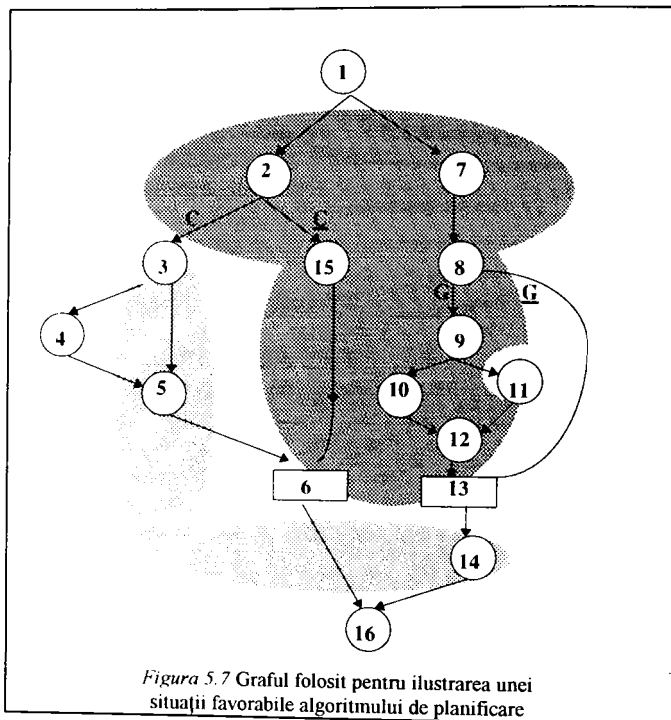 1
2
7
C
C
3
15
8
G
G
4
9
5
10
11
12
6
13
14
16
Figura 5.7 Graful folosit pentru ilustrarea unei
situații favorabile algoritmului de planificare